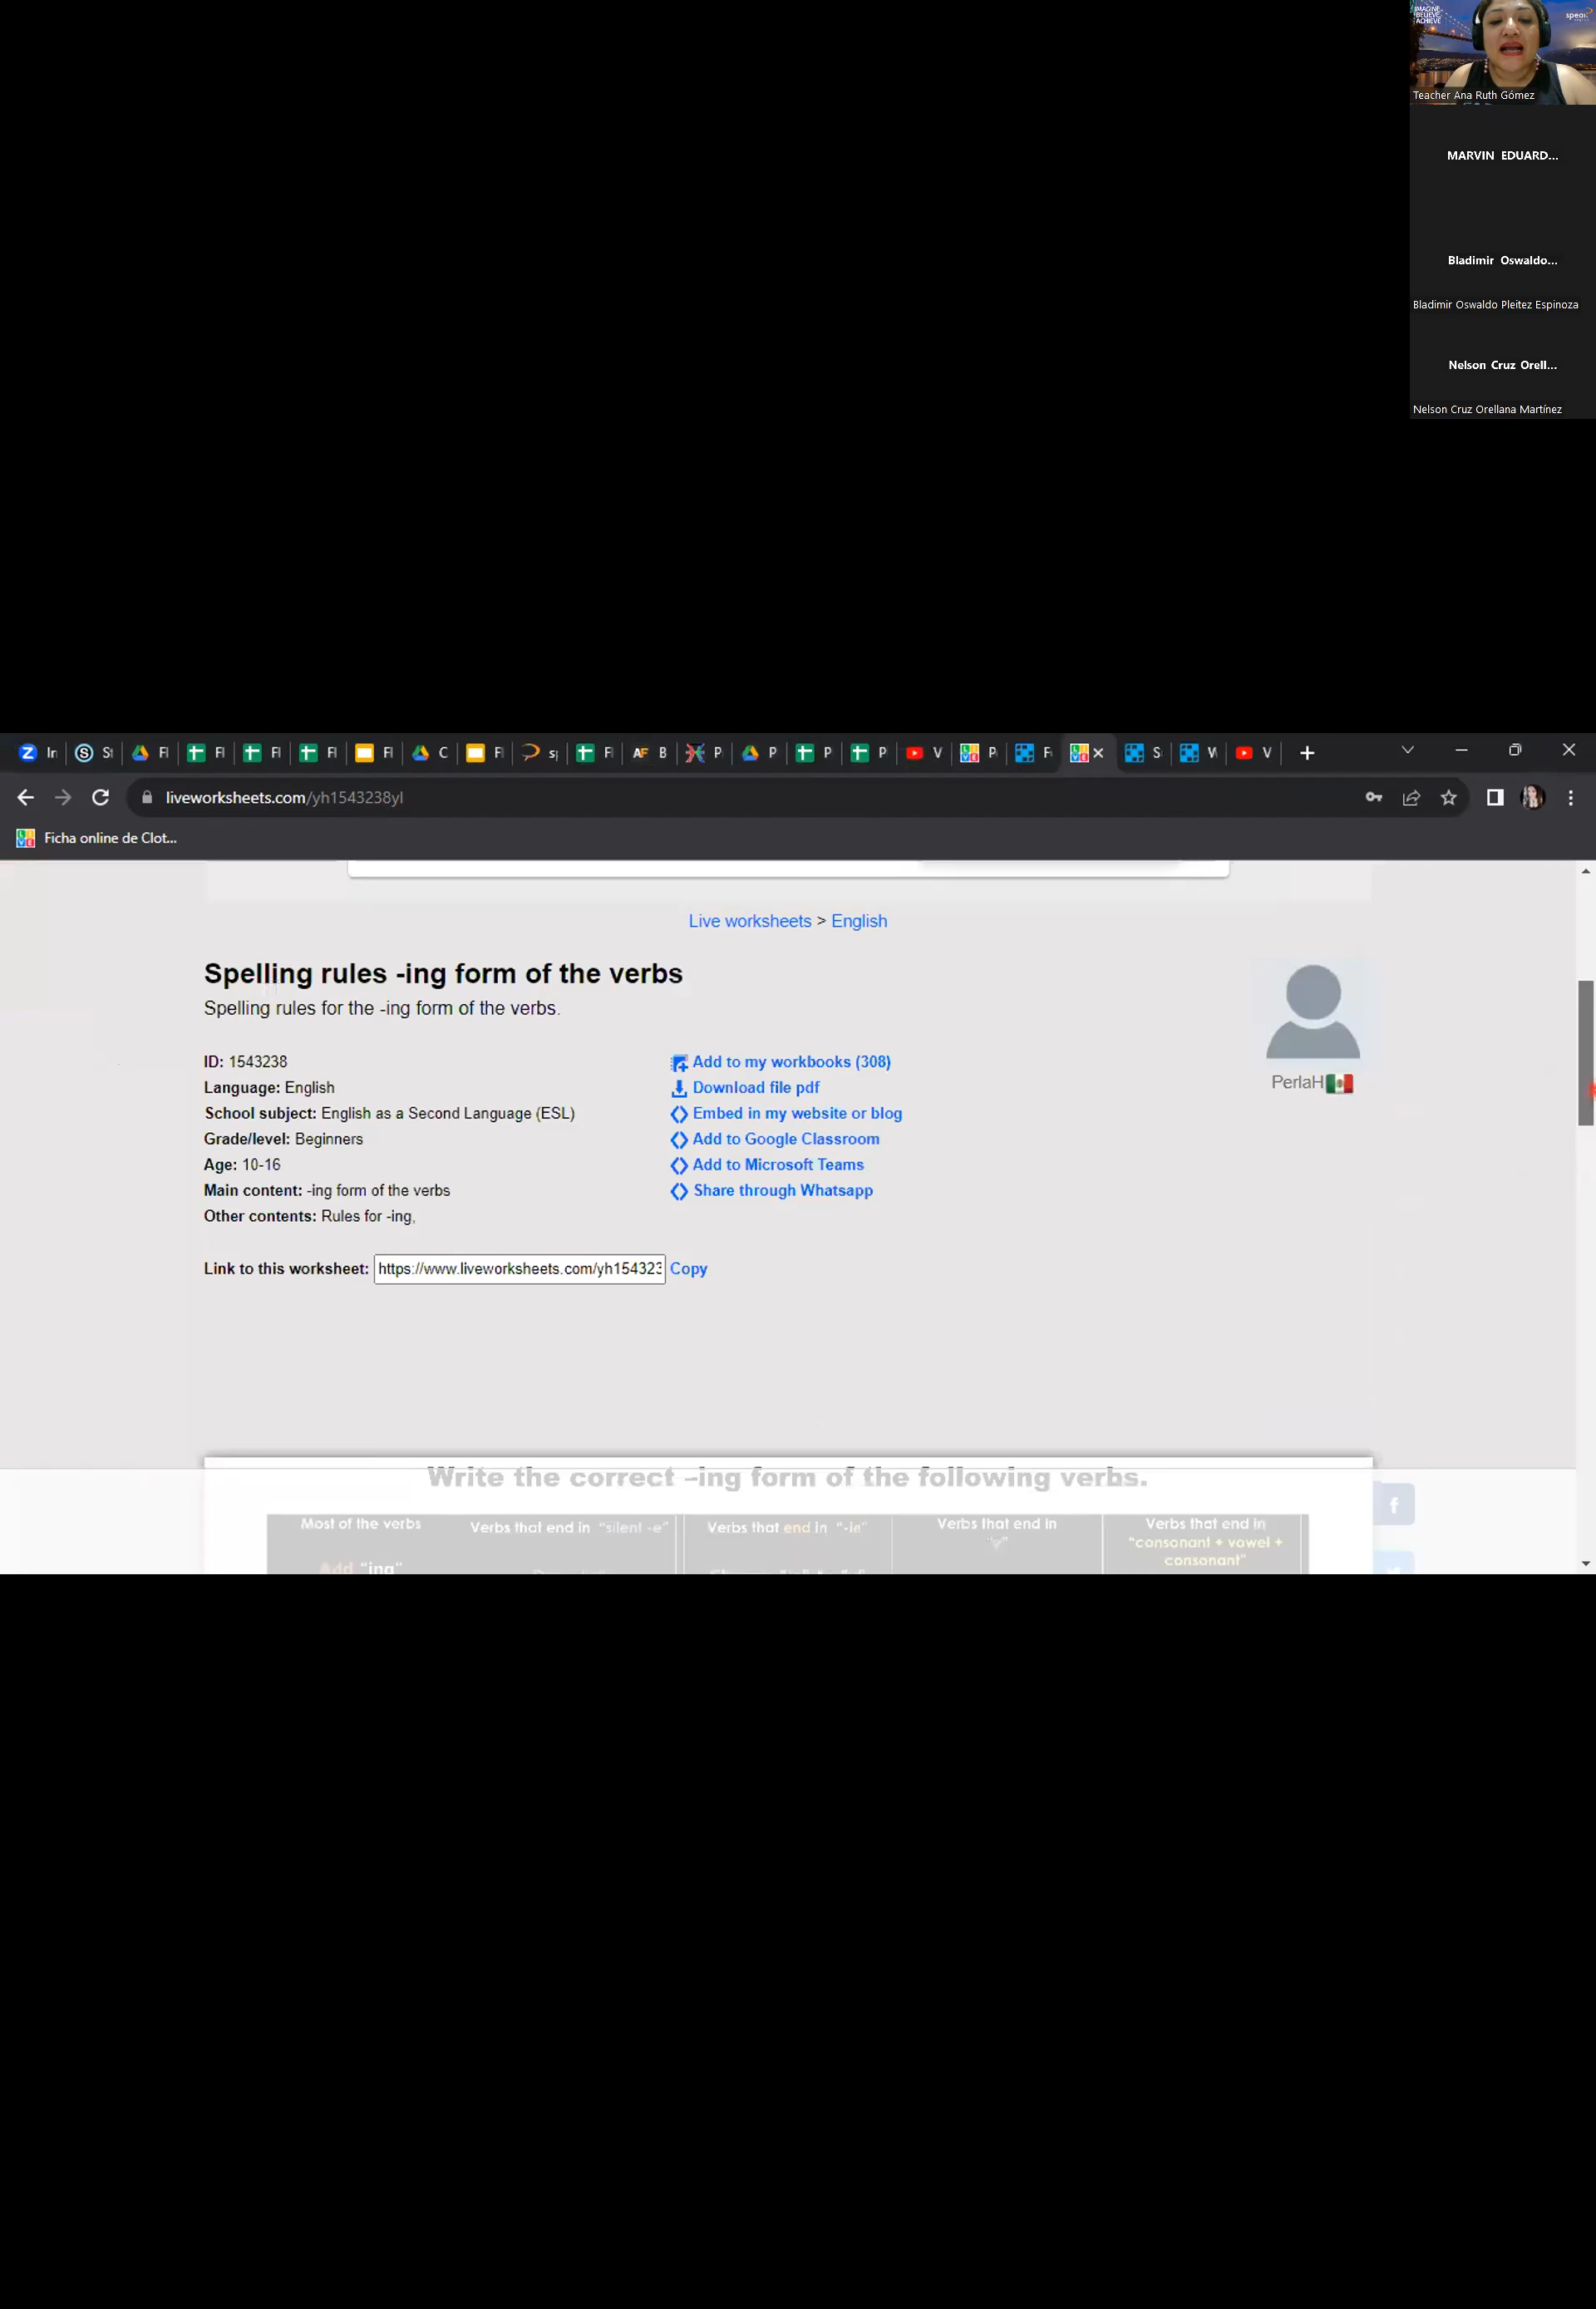 IMAGINE
BELIEVE
ACHIEVE
speak
Teacher Ana Ruth Gómez
MARVIN EDUARD...
Bladimir Oswaldo...
Bladimir Oswaldo Pleitez Espinoza
Nelson Cruz Orell...
Nelson Cruz Orellana Martínez
liveworksheets.com/yh1543238yl
Ficha online de Clot...
Live worksheets > English
Spelling rules -ing form of the verbs
Spelling rules for the -ing form of the verbs.
PerlaH
ID: 1543238
Language: English
School subject: English as a Second Language (ESL)
Grade/level: Beginners
Age: 10-16
Main content: -ing form of the verbs
Other contents: Rules for -ing,
Add to my workbooks (308)
Download file pdf
Embed in my website or blog
Add to Google Classroom
Add to Microsoft Teams
Share through Whatsapp
Link to this worksheet: https://www.liveworksheets.com/yh154323 Copy
Write the correct –ing form of the following verbs.
Most of the verbs
Add "ing"
Verbs that end in "silent -e"
Verbs that end in "-ie"
Verbs that end in
Verbs that end in
"consonant + vowel +
consonant"